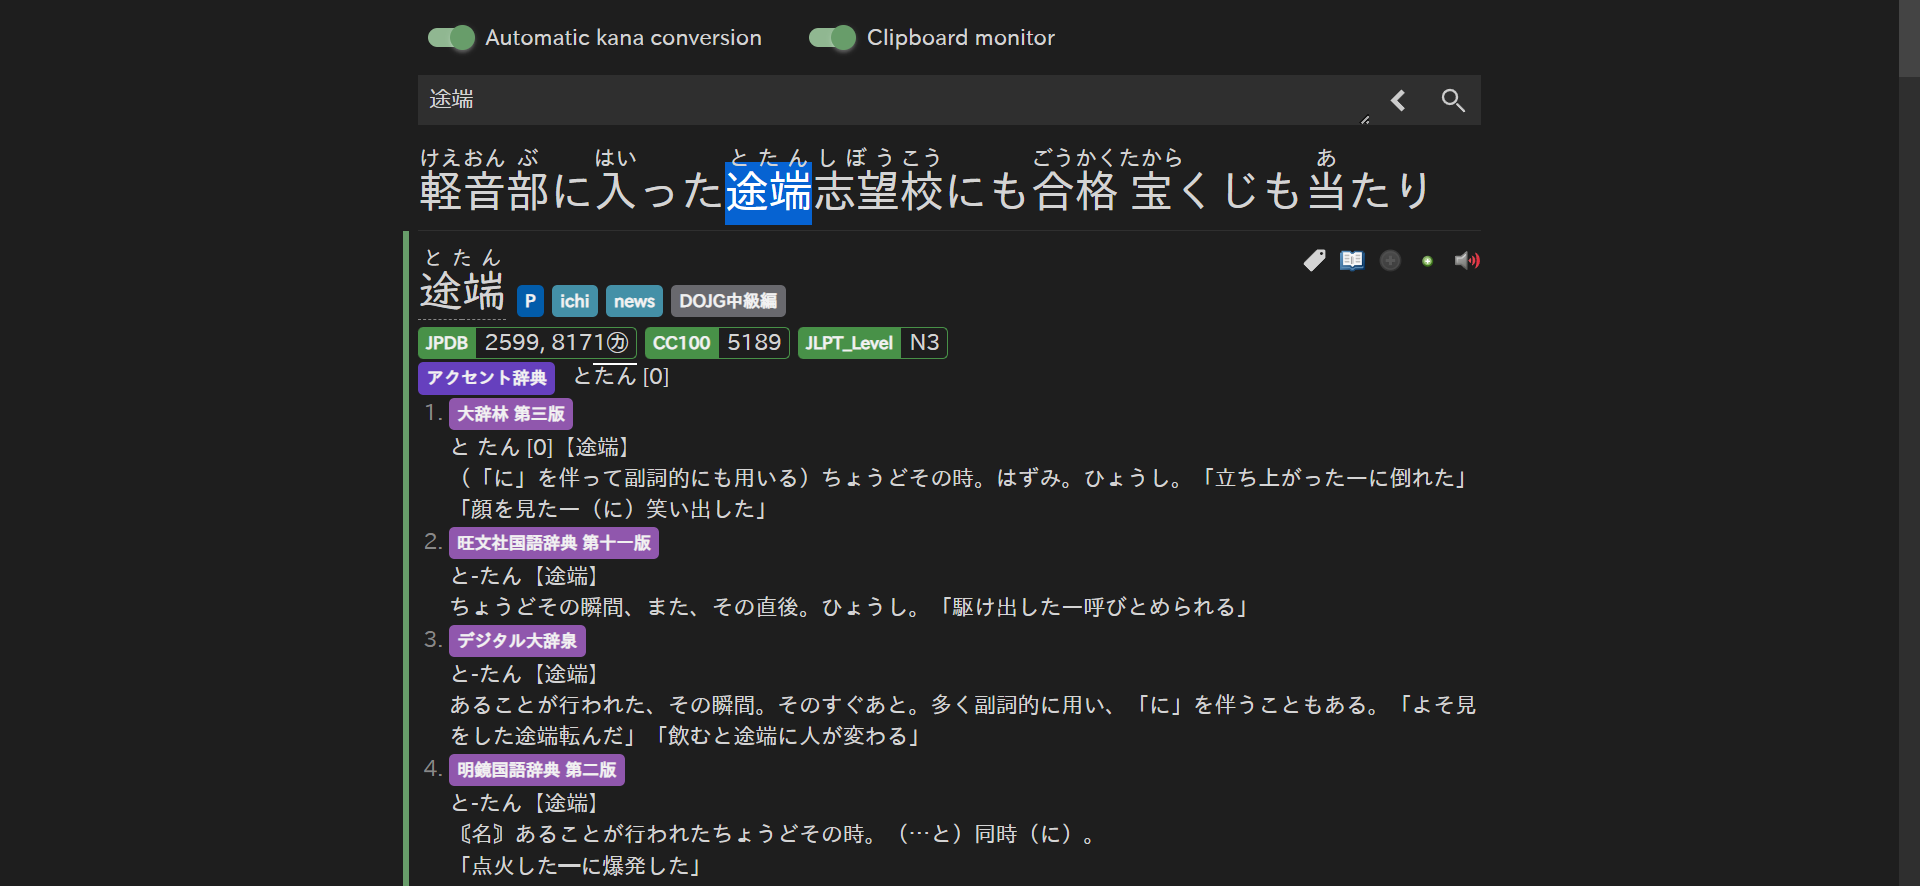 Automatic kana conversion Clipboard monitor
途端
けえおん ぶ はい とたん しぼうこう ごうかくたから あ
軽音部に入った途端志望校にも合格 宝くじも当たり
とたん
途端 P ichi news DOJG中級編
JPDB 2599, 8171㋕ CC100 5189 JLPT_Level N3
アクセント辞典 とたん [0]
1. 大辞林 第三版
と たん [0]【途端】
（「に」を伴って副詞的にも用いる）ちょうどその時。はずみ。ひょうし。「立ち上がった―に倒れた」
「顔を見た―（に）笑い出した」
2. 旺文社国語辞典 第十一版
と-たん【途端】
ちょうどその瞬間、また、その直後。ひょうし。「駆け出した―呼びとめられる」
3. デジタル大辞泉
と-たん【途端】
あることが行われた、その瞬間。そのすぐあと。多く副詞的に用い、「に」を伴うこともある。「よそ見
をした途端転んだ」「飲むと途端に人が変わる」
4. 明鏡国語辞典 第二版
と-たん【途端】
〘名〙あることが行われたちょうどその時。（…と）同時（に）。
「点火した━に爆発した」